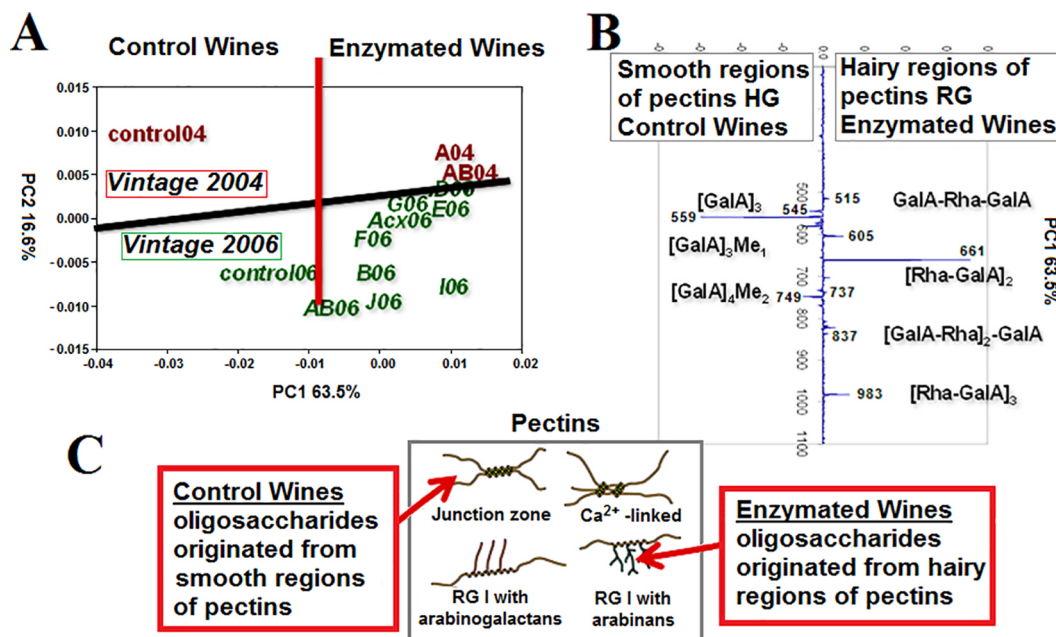 A
Control Wines
Enzymated Wines
0.015
0.010
0.005
0.000
-0.005
-0.010
-0.015
PC2 16.6%
control04
A04
AB04
Vintage 2004
G06
E06
Acx06
Vintage 2006
F06
control06
B06
I06
AB06
J06
-0.04
-0.03
-0.02
-0.01
0.00
0.01
0.02
PC1 63.5%
B
Smooth regions
of pectins HG
Control Wines
Hairy regions of
pectins RG
Enzymated Wines
[GalA]3
559
545
515
GalA-Rha-GalA
[GalA]3Me1
605
661
[Rha-GalA]2
[GalA]4Me2
749
737
837
[GalA-Rha]2-GalA
983
[Rha-GalA]3
500
600
700
800
900
1000
1100
PC1 63.5%
C
Pectins
Control Wines
oligosaccharides
originated from
smooth regions
of pectins
Junction zone
Ca2+ -linked
RG I with
arabinogalactans
RG I with
arabinans
Enzymated Wines
oligosaccharides
originated from hairy
regions of pectins